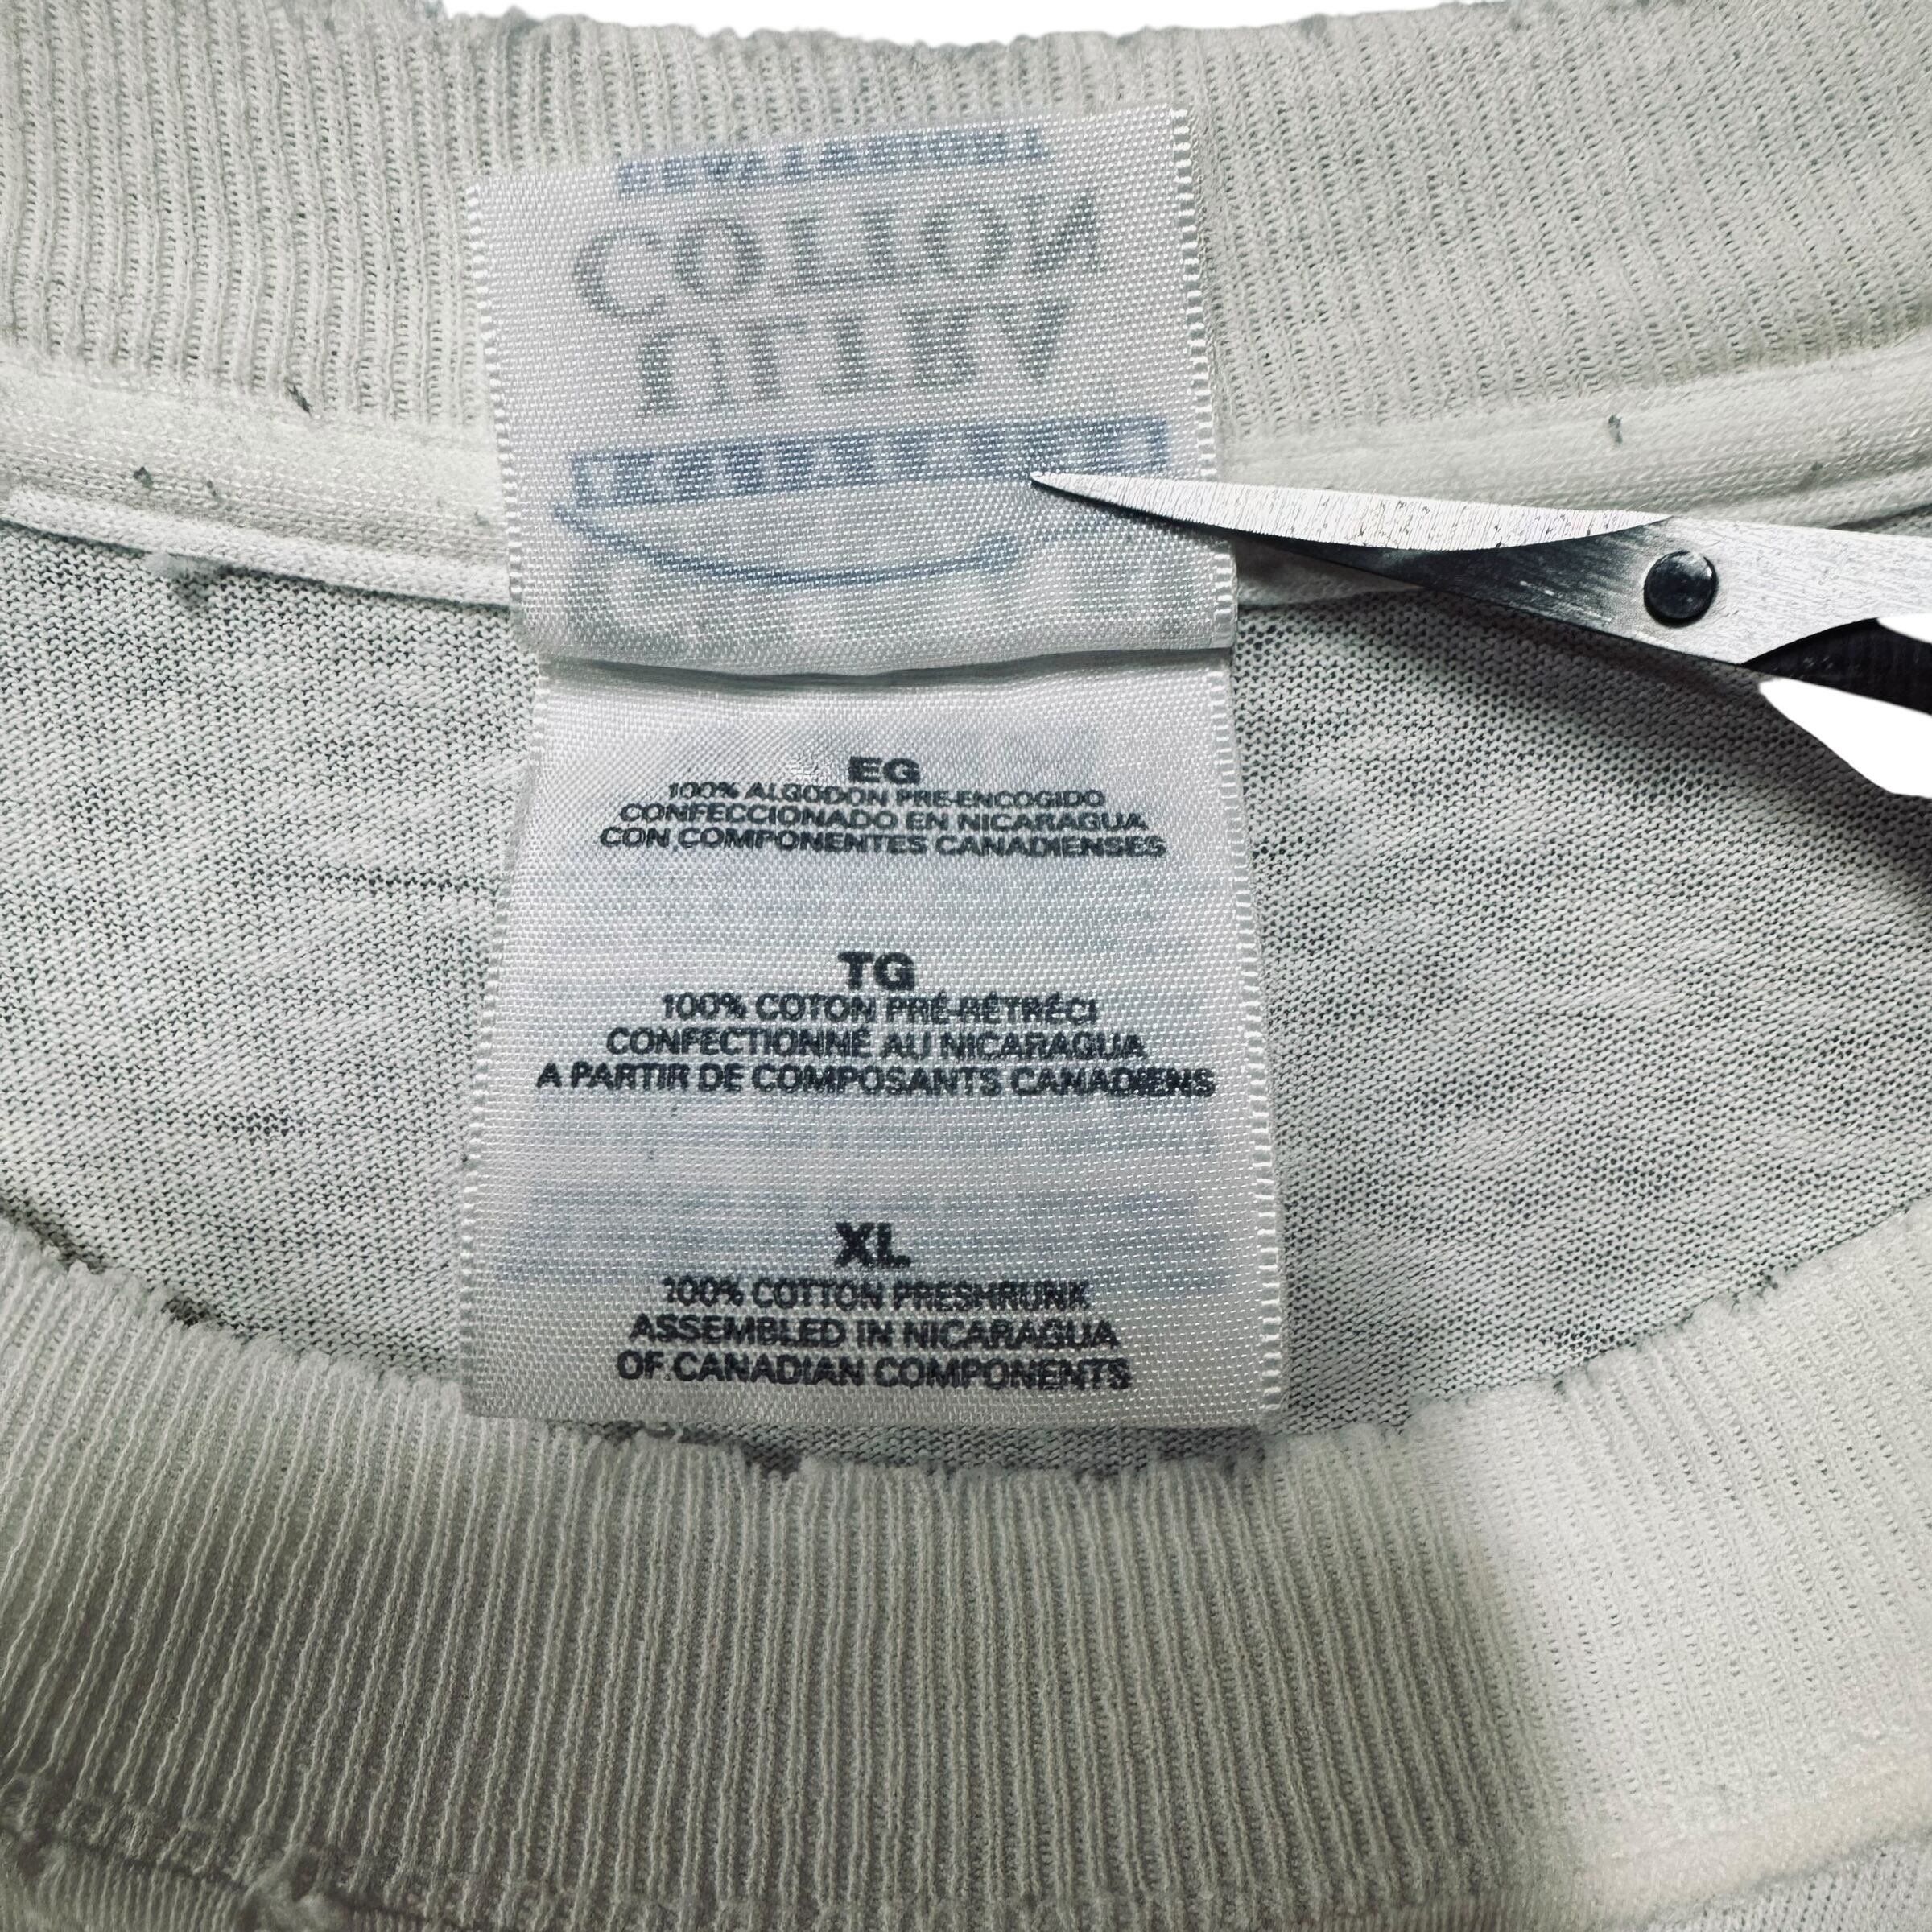 COTTON
EG
100% ALGODON PRE-ENCOGIDO
CONFECCIONADO EN NICARAGUA
CON COMPONENTES CANADIENSES
TG
100% COTON PRÉ-RÉTRÉCI
CONFECTIONNÉ AU NICARAGUA
A PARTIR DE COMPOSANTS CANADIENS
XL
100% COTTON PRESHRUNK
ASSEMBLED IN NICARAGUA
OF CANADIAN COMPONENTS